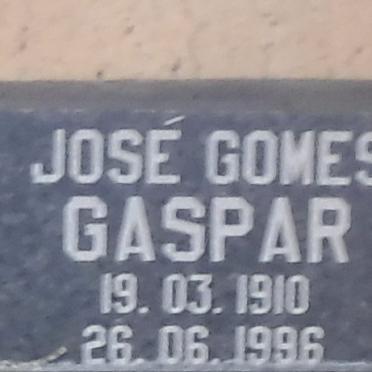 JOSÉ GOMES
GASPAR
19. 03. 1910
26. 06. 1996